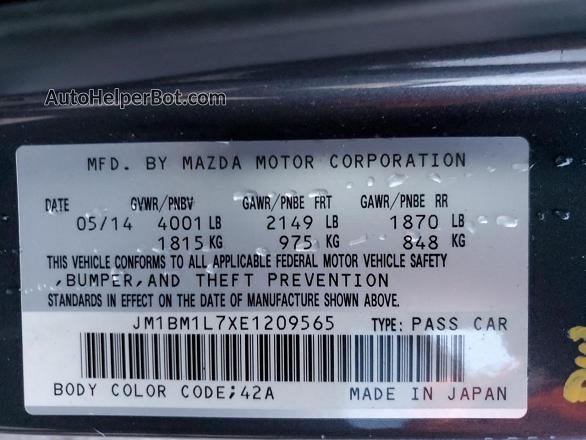 AutoHelperBot.com
MFD. BY MAZDA MOTOR CORPORATION
DATE GVWR/PNBV GAWR/PNBE FRT GAWR/PNBE RR
05/14 4001 LB 2149 LB 1870 LB
1815 KG 975 KG 848 KG
THIS VEHICLE CONFORMS TO ALL APPLICABLE FEDERAL MOTOR VEHICLE SAFETY
,BUMPER,AND THEFT PREVENTION
STANDARDS IN EFFECT ON THE DATE OF MANUFACTURE SHOWN ABOVE.
JM1BM1L7XE1209565 TYPE: PASS CAR
BODY COLOR CODE;42A MADE IN JAPAN